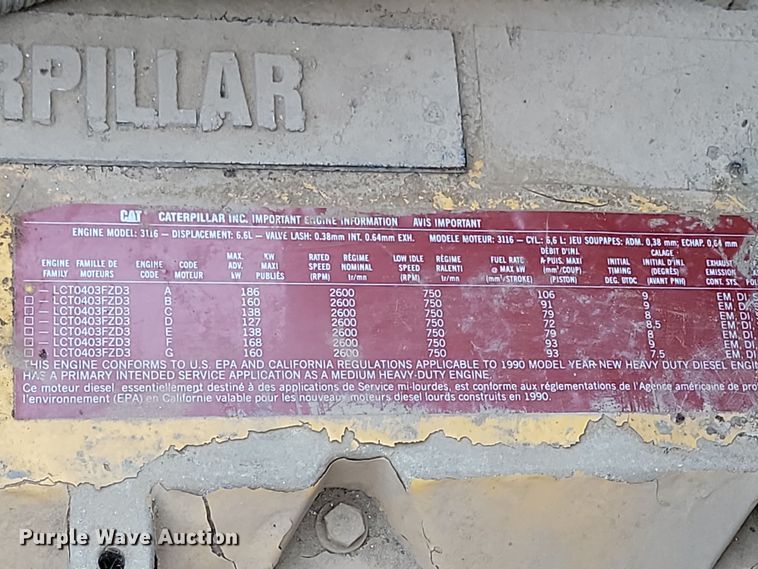 RPILLAR
CAT CATERPILLAR INC. IMPORTANT ENGINE INFORMATION AVIS IMPORTANT
ENGINE MODEL: 3116 – DISPLACEMENT: 6.6L – VALVE LASH: 0.38mm INT. 0.64mm EXH. MODELE MOTEUR: 3116 – CYL.: 6,6 L: JEU SOUPAPES: ADM. 0,38 mm; ECHAP. 0,64 mm
ENGINE FAMILY FAMILLE DE MOTEURS ENGINE CODE CODE MOTEUR MAX. ADV. kW KW MAXI PUBLIÉS RATED SPEED (RPM) RÉGIME NOMINAL (tr/mn) LOW IDLE SPEED (RPM) RÉGIME RALENTI (tr/mn) FUEL RATE @ MAX kW (mm³/STROKE) DÉBIT D'INJ. A PUIS. MAXI (mm³/COUP) (PISTON) INITIAL TIMING DEG. BTDC CALAGE INITIAL D'INJ. (DEGRÉS) (AVANT PNH) EXHAUST EMISSION CONT. SYS.
LCT0403FZD3 A 186 2600 750 106 9 EM, DI,
LCT0403FZD3 B 160 2600 750 91 9 EM, DI,
LCT0403FZD3 C 138 2600 750 79 8 EM, DI,
LCT0403FZD3 D 127 2600 750 72 8,5 EM, DI,
LCT0403FZD3 E 138 2600 750 79 8 EM, DI,
LCT0403FZD3 F 168 2600 750 93 9 EM, DI,
LCT0403FZD3 G 160 2600 750 93 7.5 EM, DI,
THIS ENGINE CONFORMS TO U.S. EPA AND CALIFORNIA REGULATIONS APPLICABLE TO 1990 MODEL YEAR NEW HEAVY DUTY DIESEL ENGIN
HAS A PRIMARY INTENDED SERVICE APPLICATION AS A MEDIUM HEAVY-DUTY ENGINE.
Ce moteur diesel, essentiellement destiné à des applications de Service mi-lourdes, est conforme aux réglementations de l'Agence américaine de pro
l'environnement (EPA) en Californie valable pour les nouveaux moteurs diesel lourds construits en 1990.
Purple Wave Auction